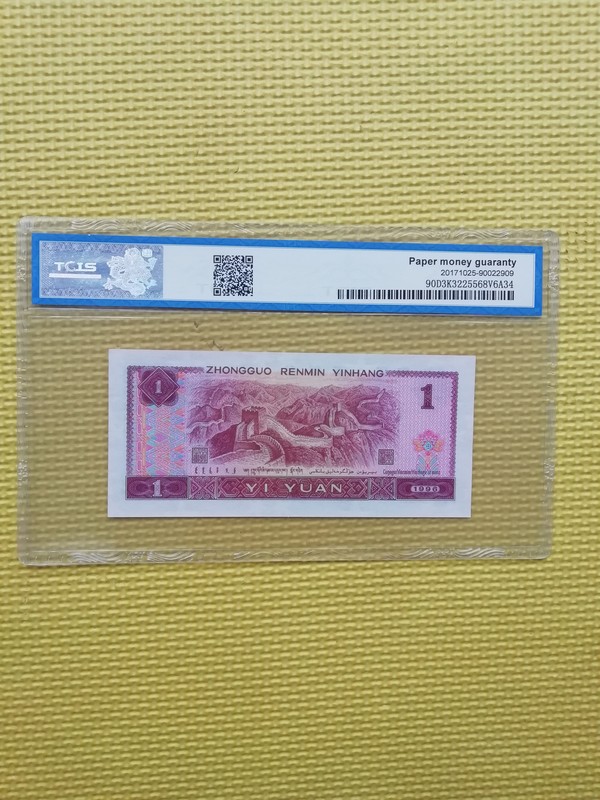 TQIS
Paper money guaranty
20171025-90022909
90D3K3225568V6A34
ZHONGGUO RENMIN YINHANG
1
1
1
YI YUAN
1996